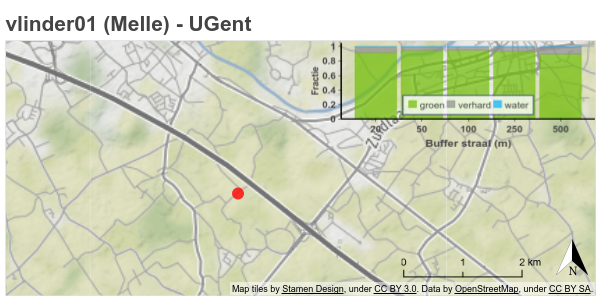 vlinder01 (Melle) - UGent
Fractie
1
0.8
0.6
0.4
0.2
0
groen verhard water
20 50 100 250 500
Buffer straal (m)
0 1 2 km
N
Map tiles by Stamen Design, under CC BY 3.0. Data by OpenStreetMap, under CC BY SA.